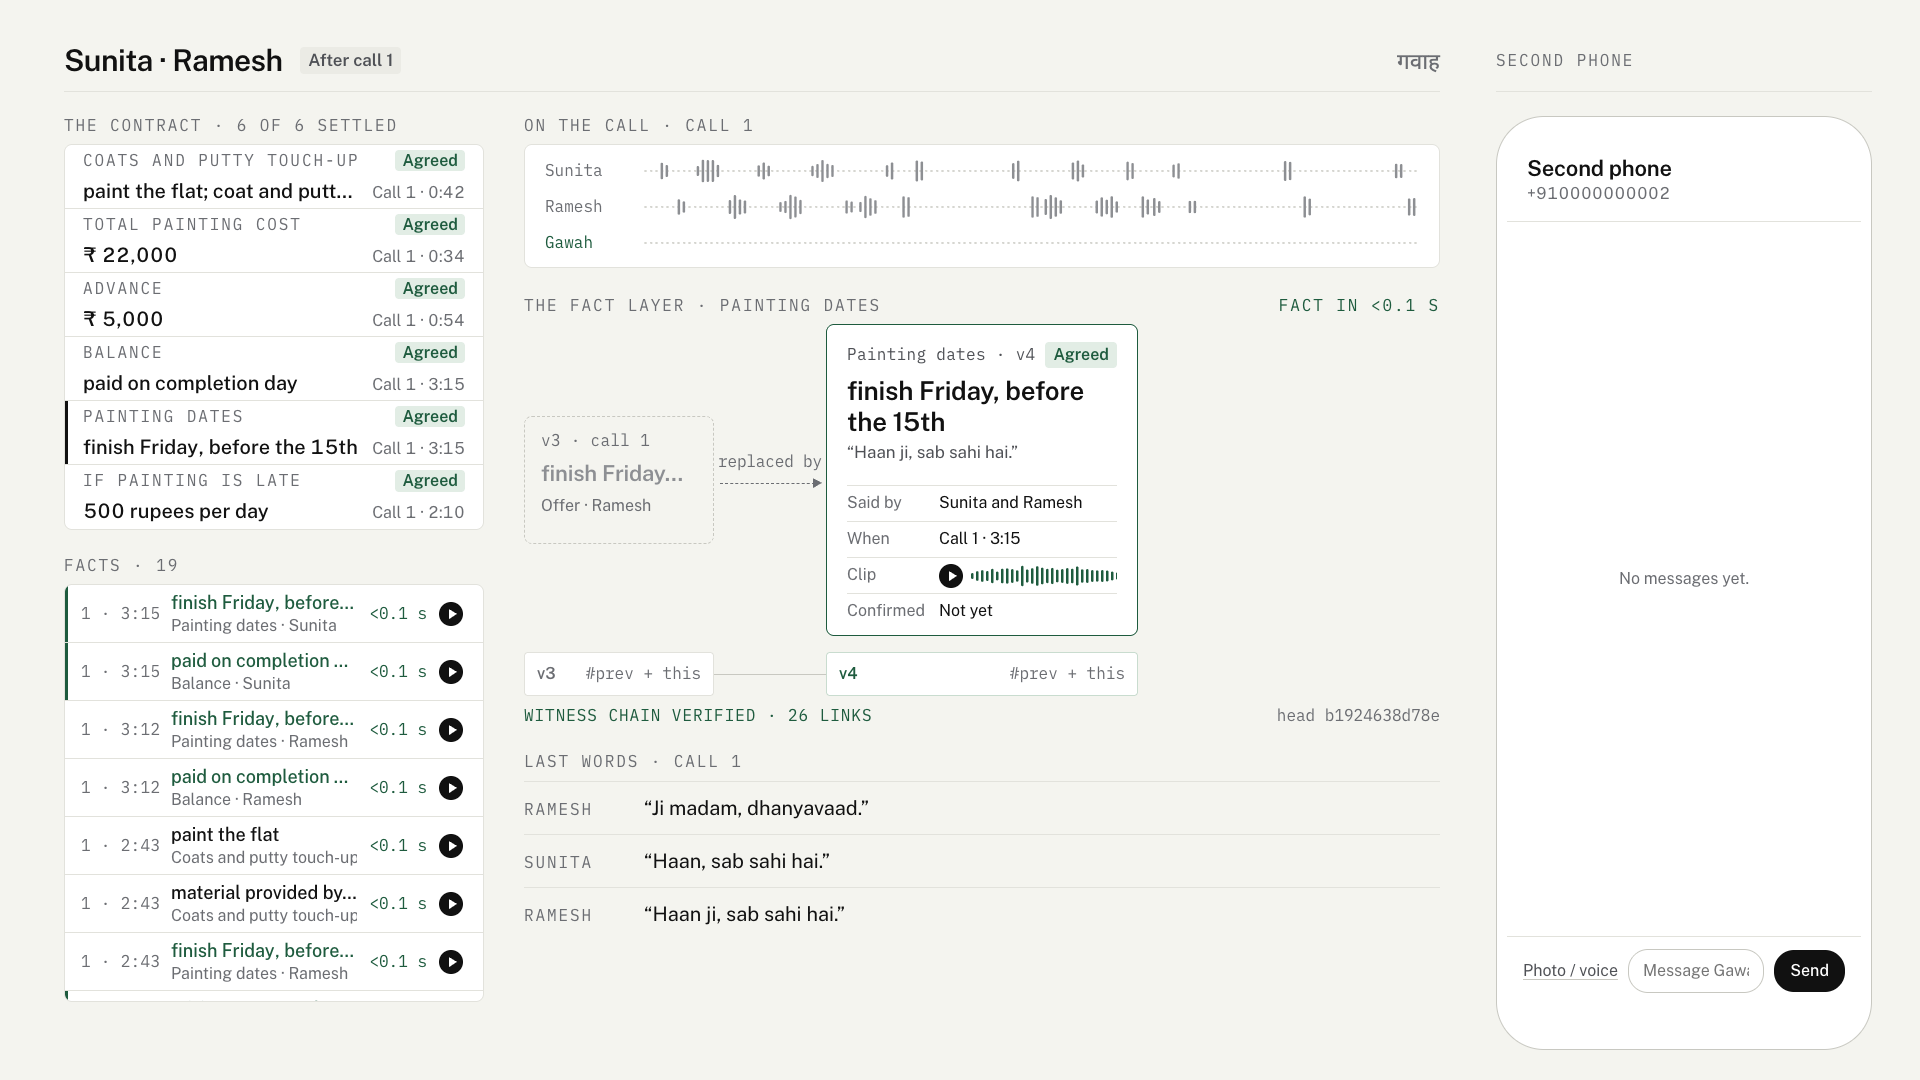 Sunita · Ramesh After call 1
गवाह
SECOND PHONE
THE CONTRACT · 6 OF 6 SETTLED
COATS AND PUTTY TOUCH-UP Agreed
paint the flat; coat and putt... Call 1 · 0:42
TOTAL PAINTING COST Agreed
₹ 22,000 Call 1 · 0:34
ADVANCE Agreed
₹ 5,000 Call 1 · 0:54
BALANCE Agreed
paid on completion day Call 1 · 3:15
PAINTING DATES Agreed
finish Friday, before the 15th Call 1 · 3:15
IF PAINTING IS LATE Agreed
500 rupees per day Call 1 · 2:10
FACTS · 19
1 · 3:15 finish Friday, before... <0.1 s
Painting dates · Sunita
1 · 3:15 paid on completion ... <0.1 s
Balance · Sunita
1 · 3:12 finish Friday, before... <0.1 s
Painting dates · Ramesh
1 · 3:12 paid on completion ... <0.1 s
Balance · Ramesh
1 · 2:43 paint the flat <0.1 s
Coats and putty touch-up
1 · 2:43 material provided by... <0.1 s
Coats and putty touch-up
1 · 2:43 finish Friday, before... <0.1 s
Painting dates · Ramesh
ON THE CALL · CALL 1
Sunita
Ramesh
Gawah
THE FACT LAYER · PAINTING DATES FACT IN <0.1 S
v3 · call 1
finish Friday...
Offer · Ramesh
replaced by
Painting dates · v4 Agreed
finish Friday, before
the 15th
“Haan ji, sab sahi hai.”
Said by Sunita and Ramesh
When Call 1 · 3:15
Clip
Confirmed Not yet
v3 #prev + this
v4 #prev + this
WITNESS CHAIN VERIFIED · 26 LINKS head b1924638d78e
LAST WORDS · CALL 1
RAMESH “Ji madam, dhanyavaad.”
SUNITA “Haan, sab sahi hai.”
RAMESH “Haan ji, sab sahi hai.”
Second phone
+910000000002
No messages yet.
Photo / voice Message Gawa Send